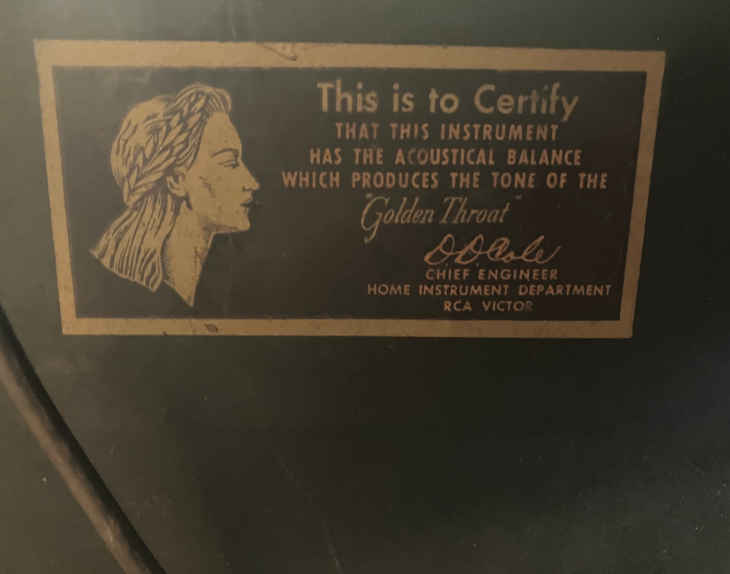 This is to Certify
THAT THIS INSTRUMENT
HAS THE ACOUSTICAL BALANCE
WHICH PRODUCES THE TONE OF THE
"Golden Throat"
D D Cole
CHIEF ENGINEER
HOME INSTRUMENT DEPARTMENT
RCA VICTOR